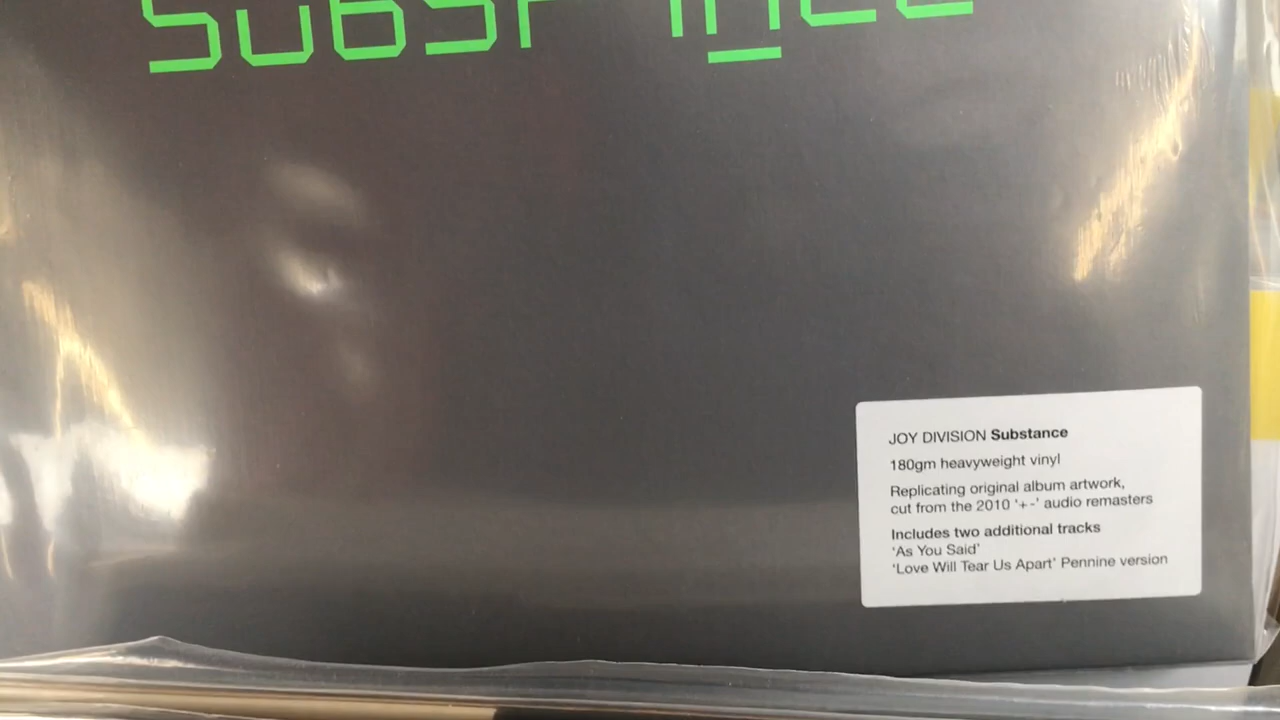 SUBSTANCE
JOY DIVISION Substance
180gm heavyweight vinyl
Replicating original album artwork,
cut from the 2010 '+ -' audio remasters
Includes two additional tracks
'As You Said'
'Love Will Tear Us Apart' Pennine version